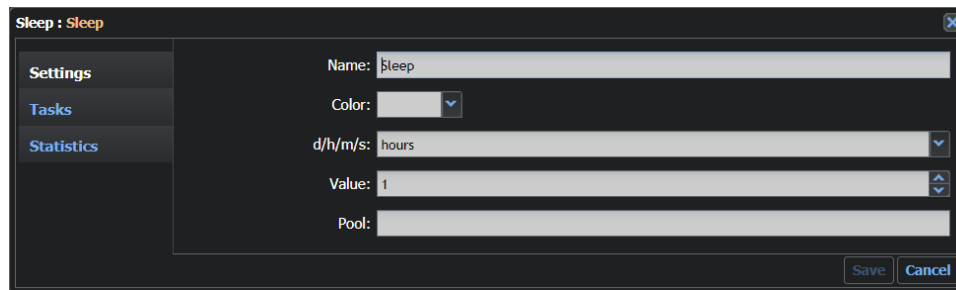 Sleep : Sleep
Settings
Tasks
Statistics
Name: Sleep
Color:
d/h/m/s: hours
Value: 1
Pool:
Save Cancel